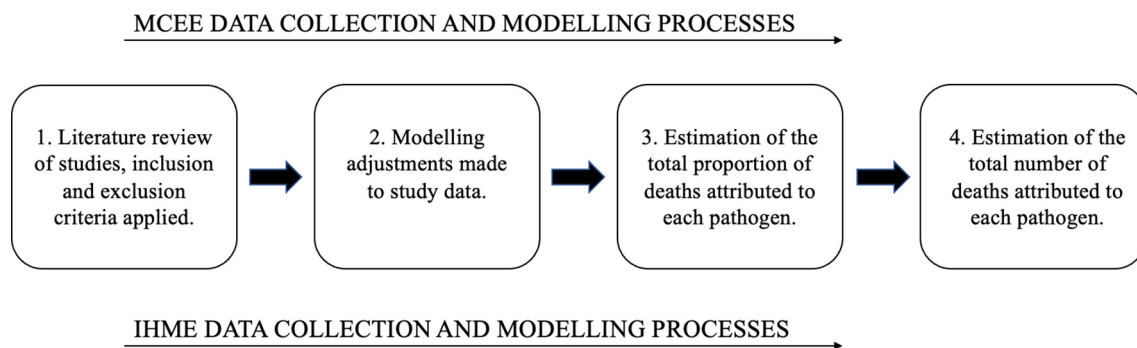 MCEE DATA COLLECTION AND MODELLING PROCESSES
1. Literature review
of studies, inclusion
and exclusion
criteria applied.
2. Modelling
adjustments made
to study data.
3. Estimation of the
total proportion of
deaths attributed to
each pathogen.
4. Estimation of the
total number of
deaths attributed to
each pathogen.
IHME DATA COLLECTION AND MODELLING PROCESSES